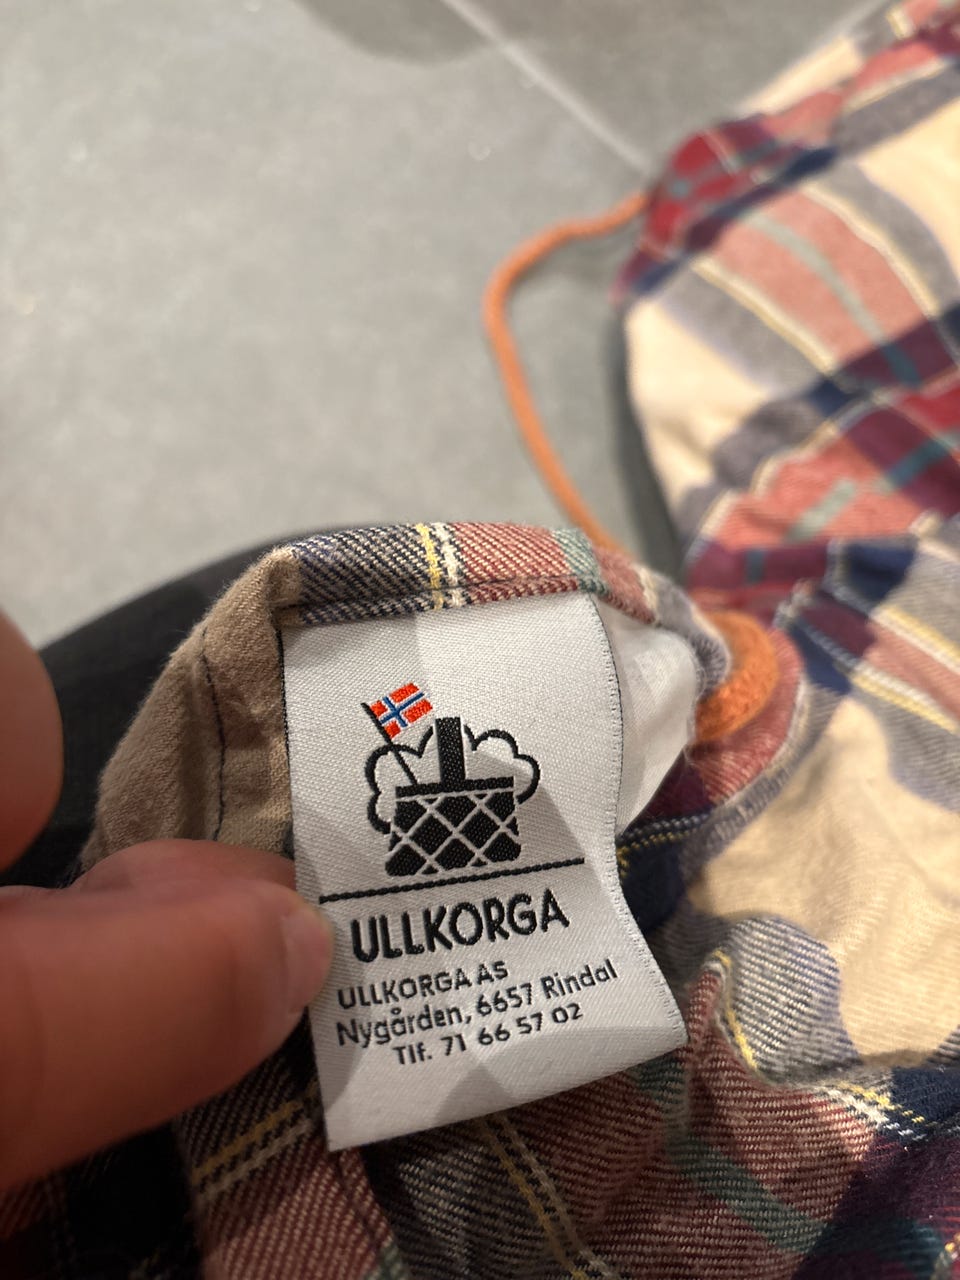 ULLKORGA
ULLKORGA AS
Nygården, 6657 Rindal
Tlf. 71 66 57 02